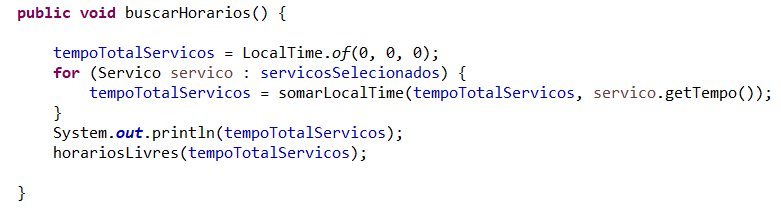 public void buscarHorarios() {
tempoTotalServicos = LocalTime.of(0, 0, 0);
for (Servico servico : servicosSelecionados) {
tempoTotalServicos = somarLocalTime(tempoTotalServicos, servico.getTempo());
}
System.out.println(tempoTotalServicos);
horariosLivres(tempoTotalServicos);
}